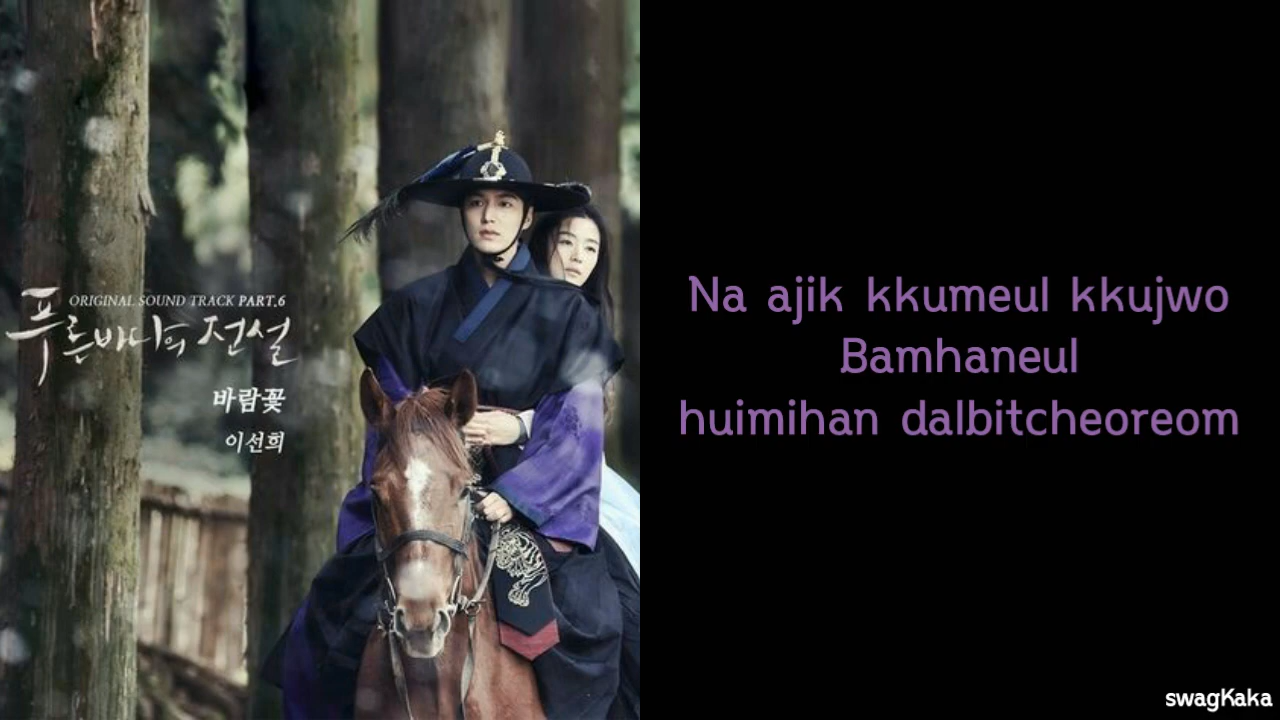 ORIGINAL SOUND TRACK PART.6
푸른 바다의 전설
바람꽃
이선희
Na ajik kkumeul kkujwo
Bamhaneul
huimihan dalbitcheoreom
swagKaka